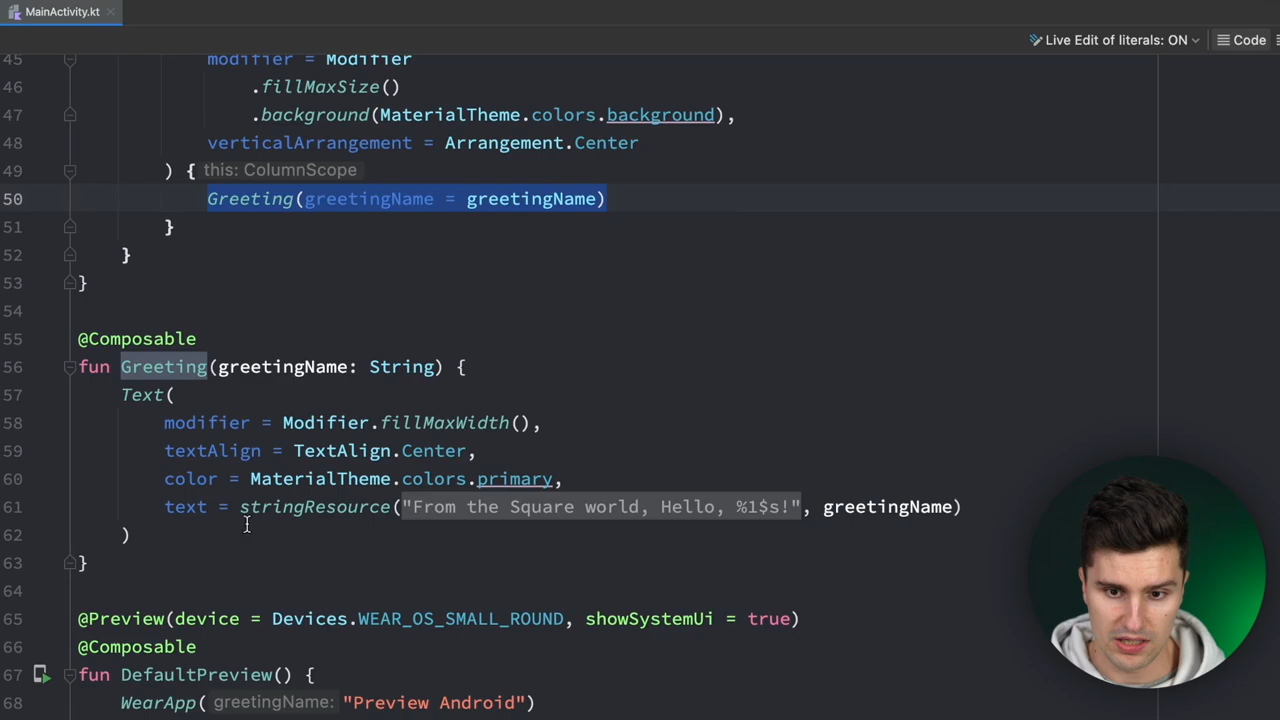 MainActivity.kt
Live Edit of literals: ON
Code
45 modifier = Modifier
46 .fillMaxSize()
47 .background(MaterialTheme.colors.background),
48 verticalArrangement = Arrangement.Center
49 ) { this: ColumnScope
50 Greeting(greetingName = greetingName)
51 }
52 }
53 }
54
55 @Composable
56 fun Greeting(greetingName: String) {
57 Text(
58 modifier = Modifier.fillMaxWidth(),
59 textAlign = TextAlign.Center,
60 color = MaterialTheme.colors.primary,
61 text = stringResource("From the Square world, Hello, %1$s!", greetingName)
62 )
63 }
64
65 @Preview(device = Devices.WEAR_OS_SMALL_ROUND, showSystemUi = true)
66 @Composable
67 fun DefaultPreview() {
68 WearApp( greetingName: "Preview Android")